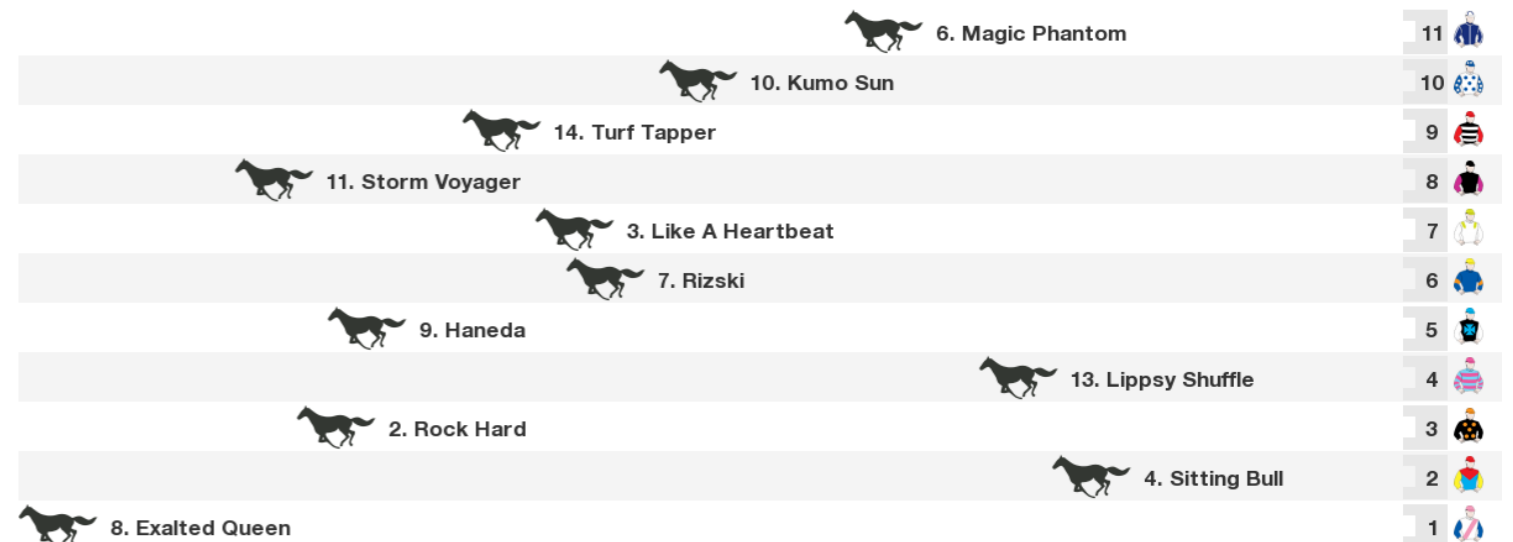 6. Magic Phantom 11
10. Kumo Sun 10
14. Turf Tapper 9
11. Storm Voyager 8
3. Like A Heartbeat 7
7. Rizski 6
9. Haneda 5
13. Lippsy Shuffle 4
2. Rock Hard 3
4. Sitting Bull 2
8. Exalted Queen 1